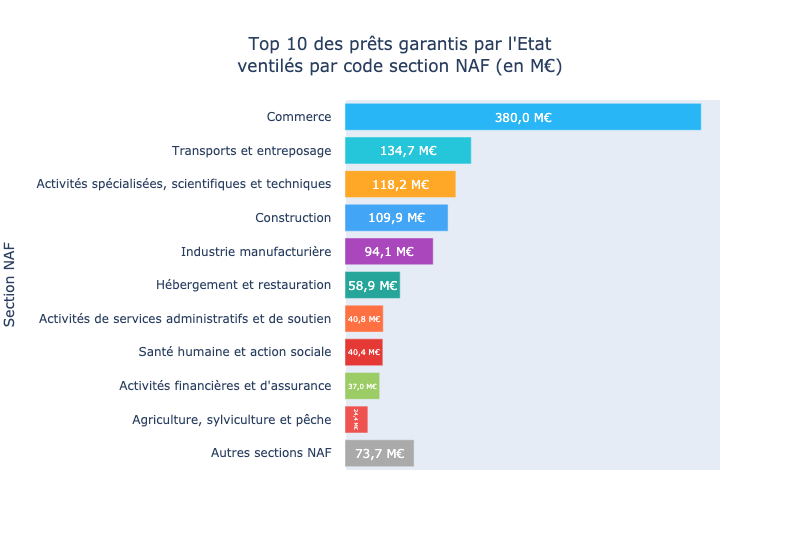 Top 10 des prêts garantis par l'Etat
ventilés par code section NAF (en M€)
Section NAF
Commerce 380,0 M€
Transports et entreposage 134,7 M€
Activités spécialisées, scientifiques et techniques 118,2 M€
Construction 109,9 M€
Industrie manufacturière 94,1 M€
Hébergement et restauration 58,9 M€
Activités de services administratifs et de soutien 40,8 M€
Santé humaine et action sociale 40,4 M€
Activités financières et d'assurance 37,0 M€
Agriculture, sylviculture et pêche 24,4 M€
Autres sections NAF 73,7 M€